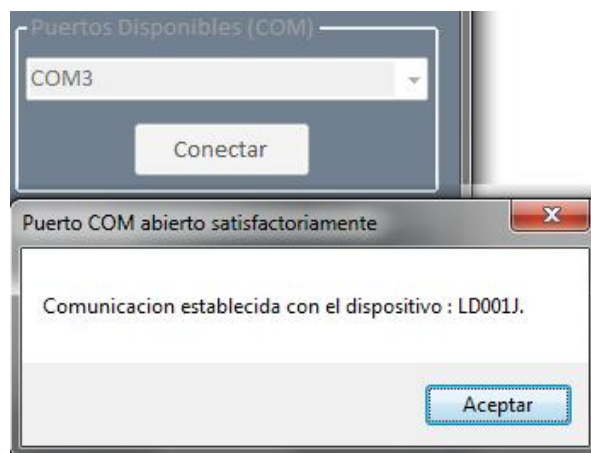 Puertos Disponibles (COM)
COM3
Conectar
Puerto COM abierto satisfactoriamente
Comunicacion establecida con el dispositivo : LD001J.
Aceptar